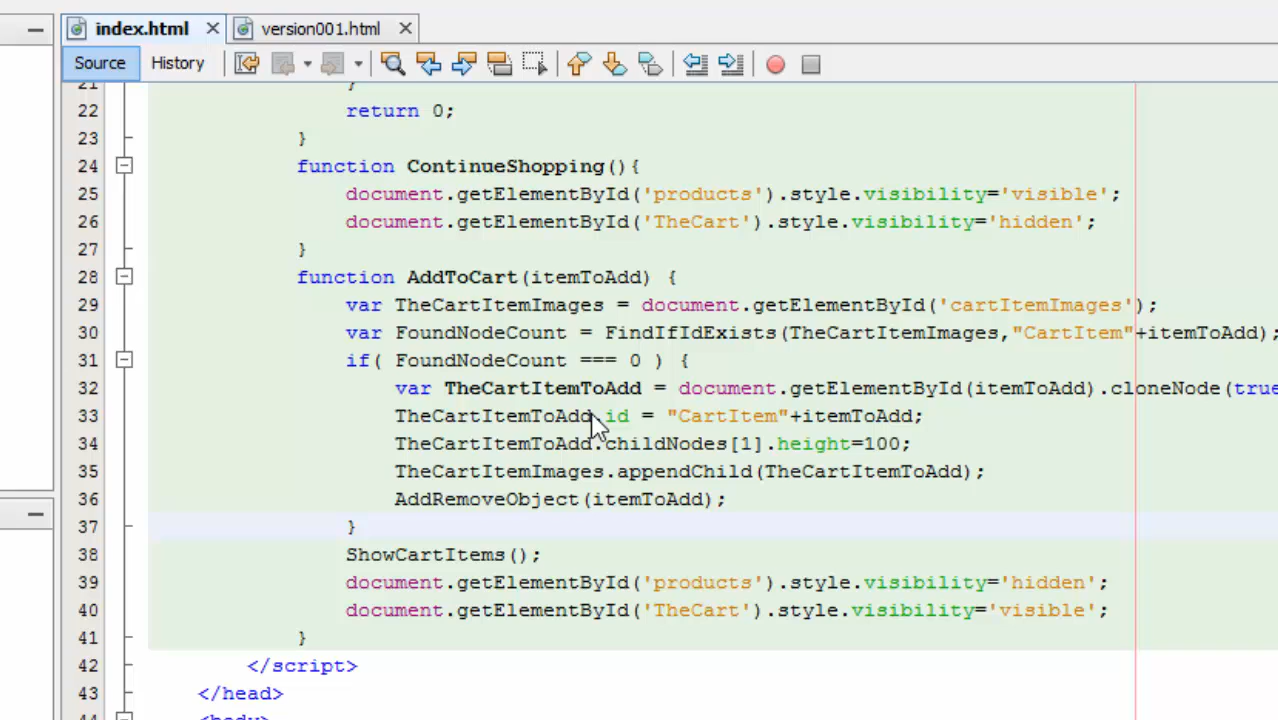 index.html
version001.html
Source
History
21 }
22 return 0;
23 }
24 function ContinueShopping(){
25 document.getElementById('products').style.visibility='visible';
26 document.getElementById('TheCart').style.visibility='hidden';
27 }
28 function AddToCart(itemToAdd) {
29 var TheCartItemImages = document.getElementById('cartItemImages');
30 var FoundNodeCount = FindIfIdExists(TheCartItemImages,"CartItem"+itemToAdd);
31 if( FoundNodeCount === 0 ) {
32 var TheCartItemToAdd = document.getElementById(itemToAdd).cloneNode(true
33 TheCartItemToAdd.id = "CartItem"+itemToAdd;
34 TheCartItemToAdd.childNodes[1].height=100;
35 TheCartItemImages.appendChild(TheCartItemToAdd);
36 AddRemoveObject(itemToAdd);
37 }
38 ShowCartItems();
39 document.getElementById('products').style.visibility='hidden';
40 document.getElementById('TheCart').style.visibility='visible';
41 }
42 </script>
43 </head>
44 <body>